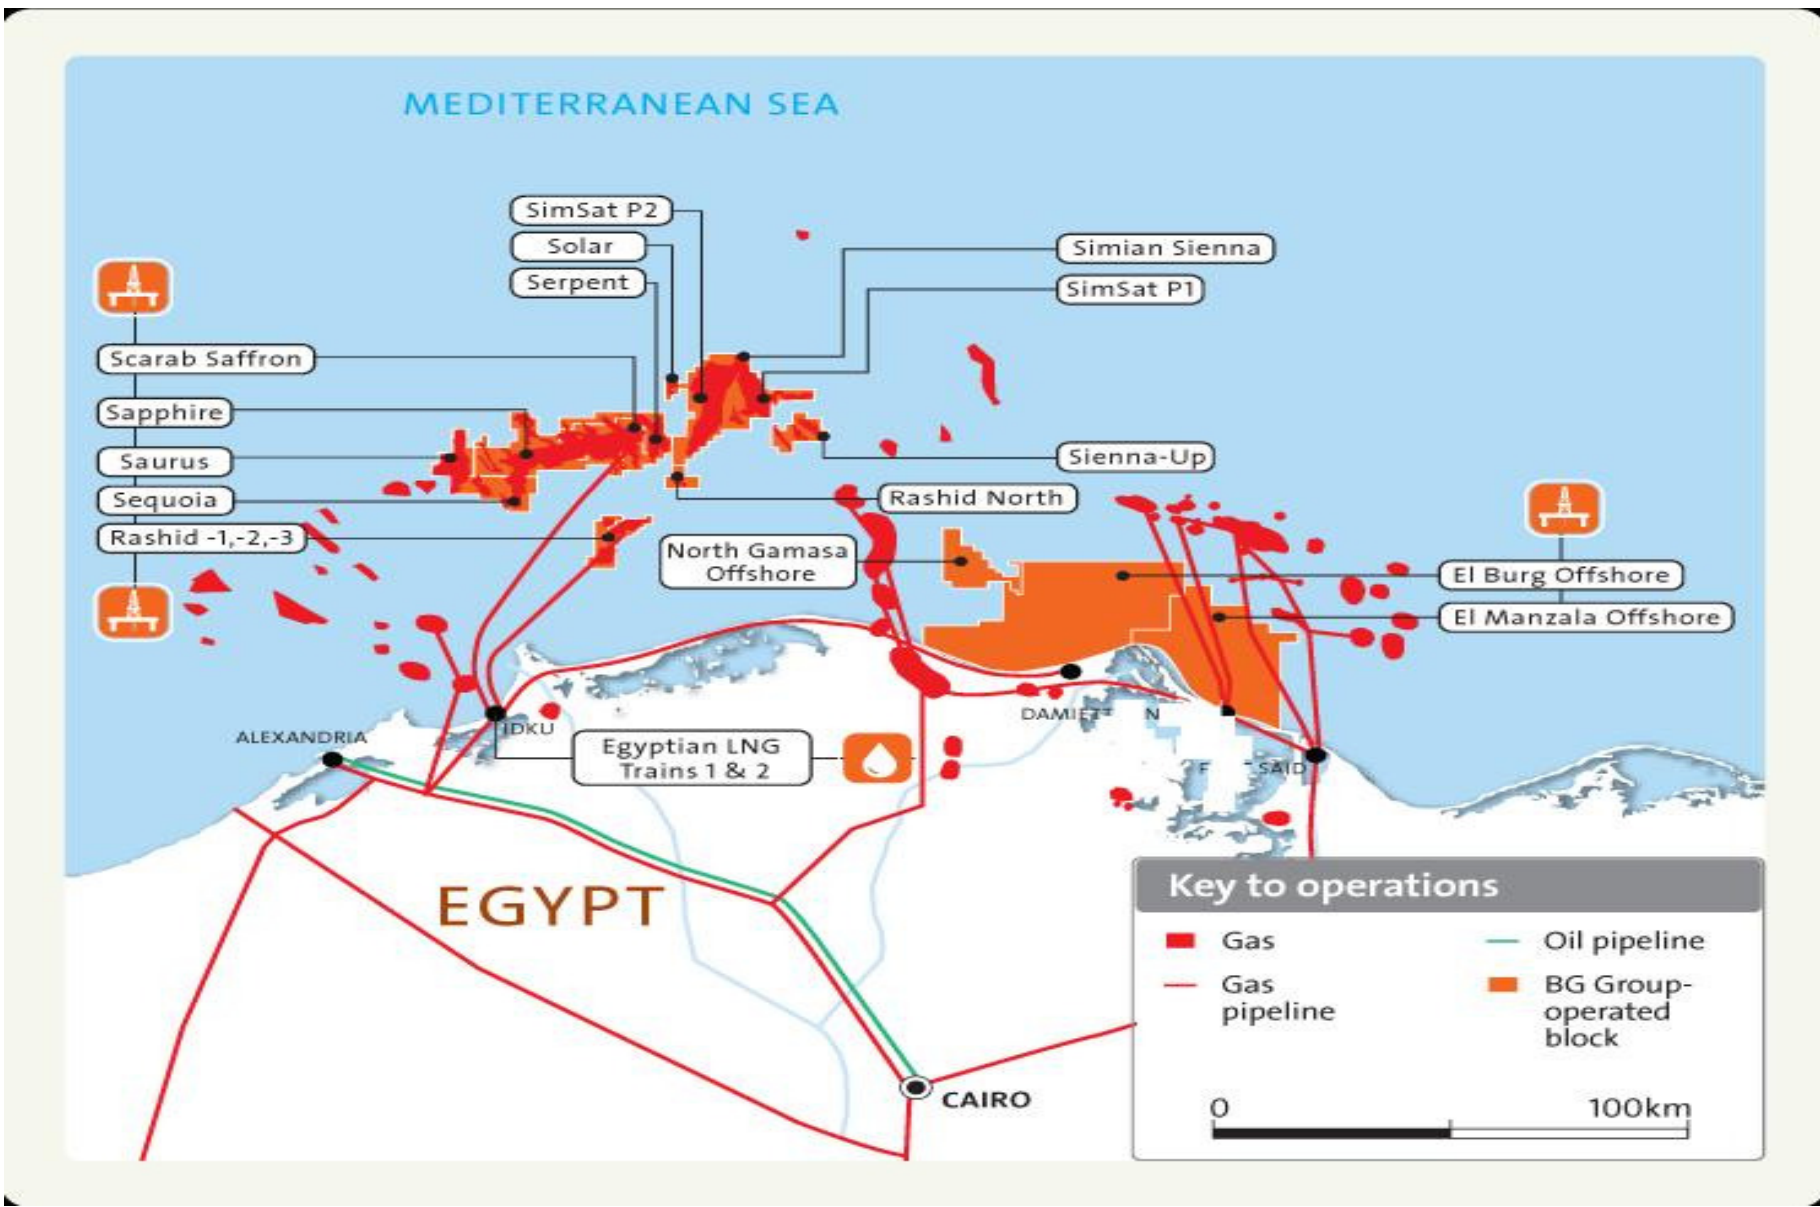 MEDITERRANEAN SEA
SimSat P2
Solar
Serpent
Simian Sienna
SimSat P1
Scarab Saffron
Sapphire
Saurus
Sequoia
Rashid -1,-2,-3
Sienna-Up
Rashid North
North Gamasa
Offshore
El Burg Offshore
El Manzala Offshore
ALEXANDRIA
IDKU
Egyptian LNG
Trains 1 & 2
SAID
EGYPT
CAIRO
Key to operations
Gas
Gas
pipeline
Oil pipeline
BG Group-
operated
block
0
100km